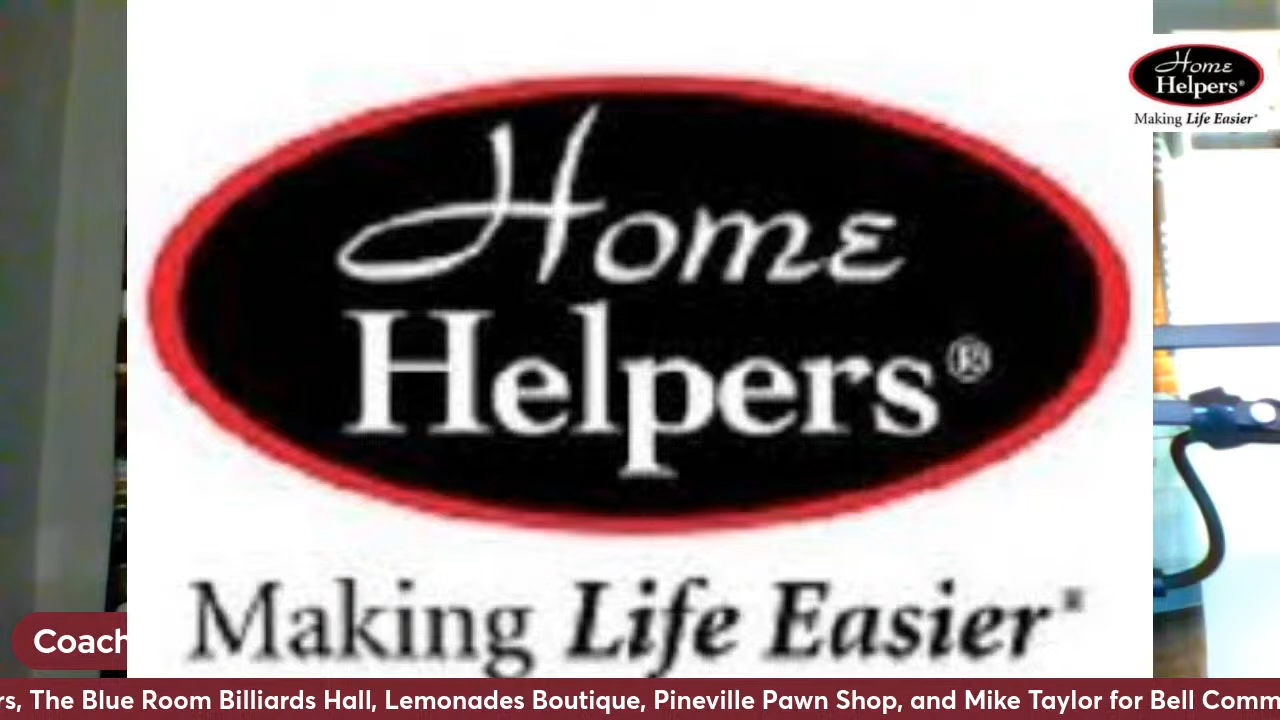 Home
Helpers®
Making Life Easier®
Home
Helpers®
Making Life Easier®
Coach
rs, The Blue Room Billiards Hall, Lemonades Boutique, Pineville Pawn Shop, and Mike Taylor for Bell Comm